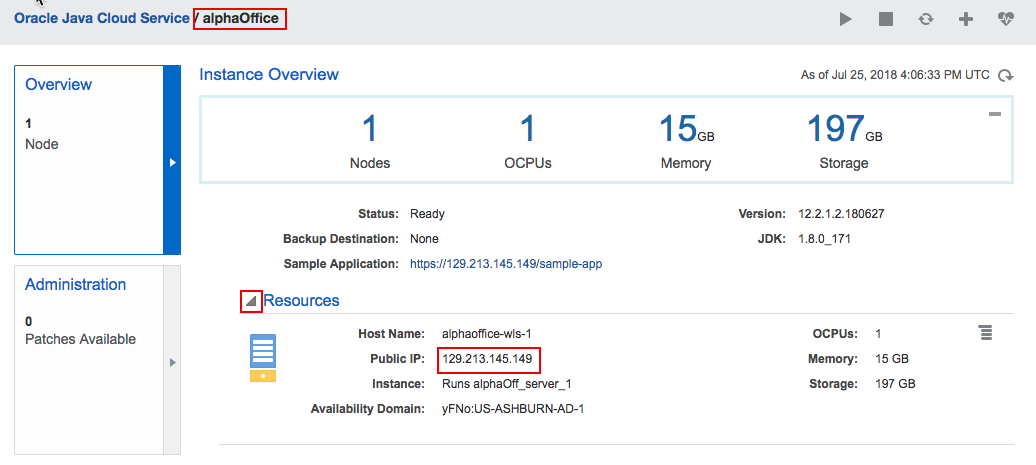 Oracle Java Cloud Service / alphaOffice
Overview
1
Node
Administration
0
Patches Available
Instance Overview
As of Jul 25, 2018 4:06:33 PM UTC
1
Nodes
1
OCPUs
15 GB
Memory
197 GB
Storage
Status: Ready
Backup Destination: None
Sample Application: https://129.213.145.149/sample-app
Version: 12.2.1.2.180627
JDK: 1.8.0_171
Resources
Host Name: alphaoffice-wls-1
Public IP: 129.213.145.149
Instance: Runs alphaOff_server_1
Availability Domain: yFNo:US-ASHBURN-AD-1
OCPUs: 1
Memory: 15 GB
Storage: 197 GB